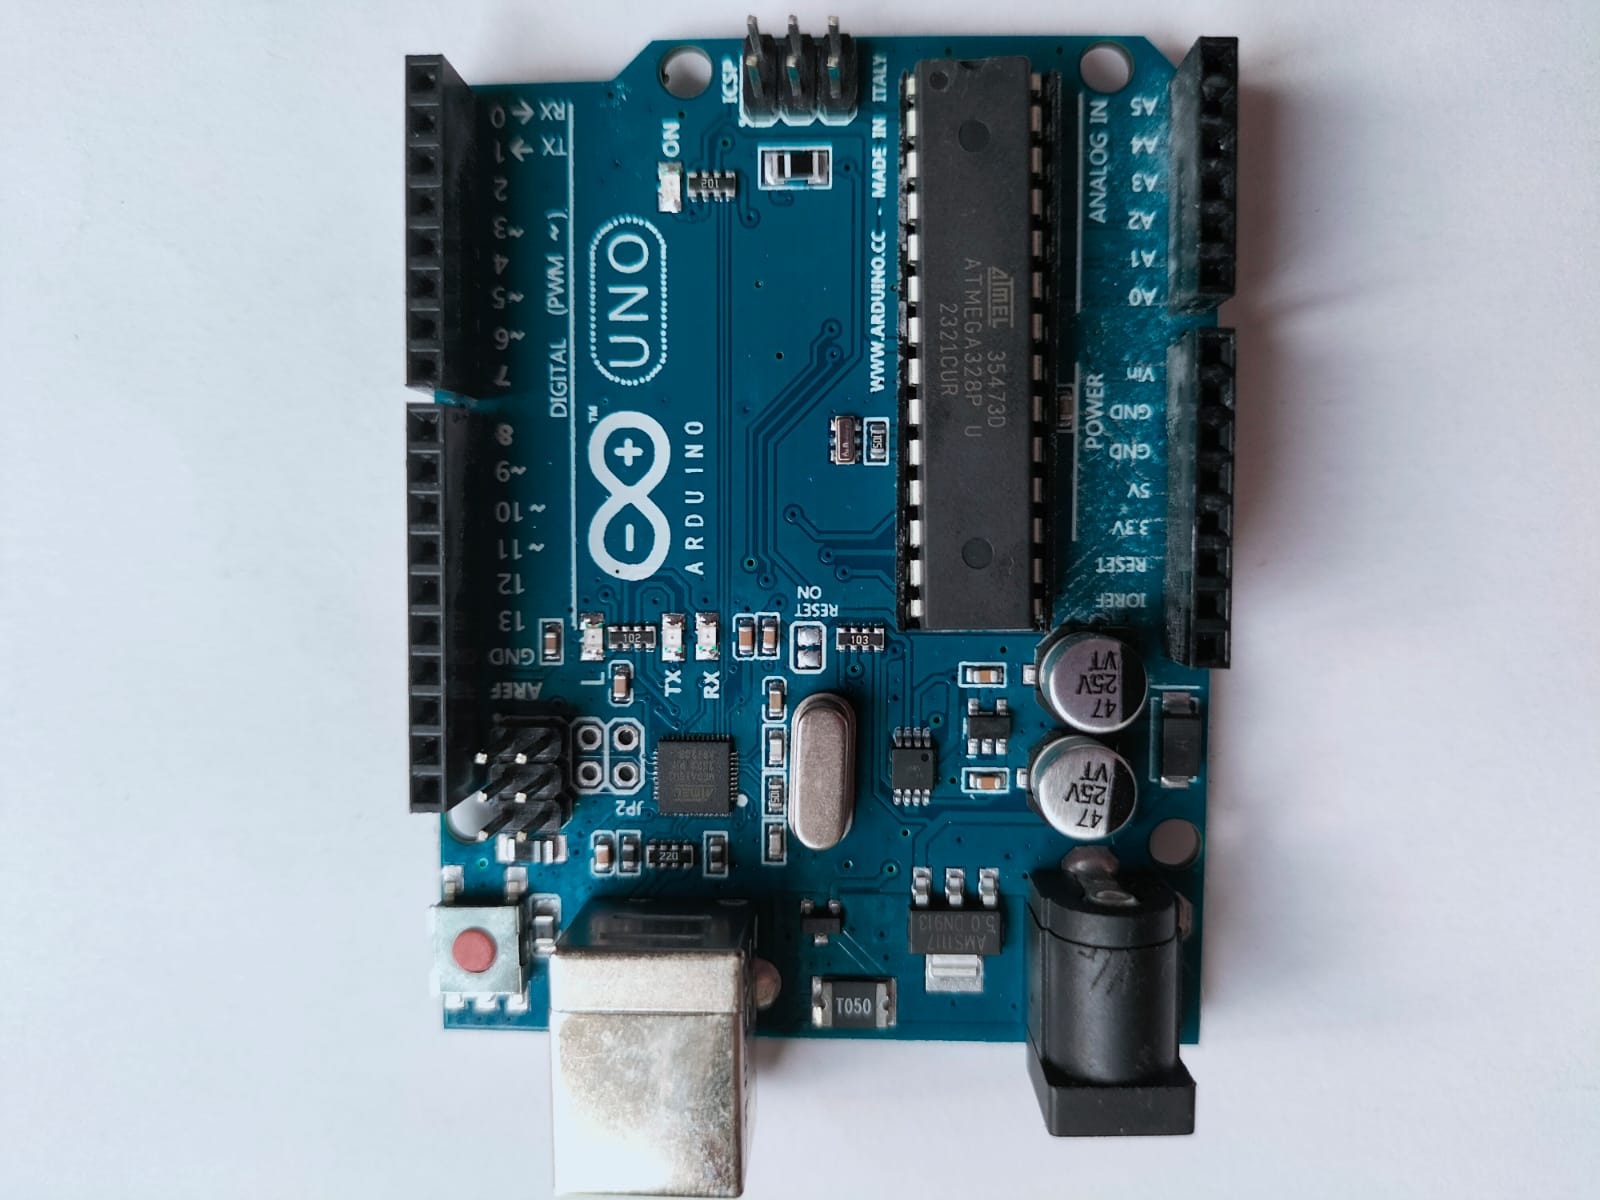 ICSP
ON
201
RX ← 0
TX → 1
2
~3
4
~5
~6
7
8
~9
10~
11~
12
13
GND
AREF
DIGITAL (PWM ~)
UNO
™
ARDUINO
WWW.ARDUINO.CC - MADE IN ITALY
ATMEL 35473D
ATMEGA328P U
2321CUR
ANALOG IN
A5
A4
A3
A2
A1
A0
POWER
Vin
GND
GND
5V
3.3V
RESET
IOREF
RESET
ON
102
103
L
TX
RX
JP2
ATMEL
220
47
25V
VT
47
25V
VT
AMS1117
5.0 DN913
T050